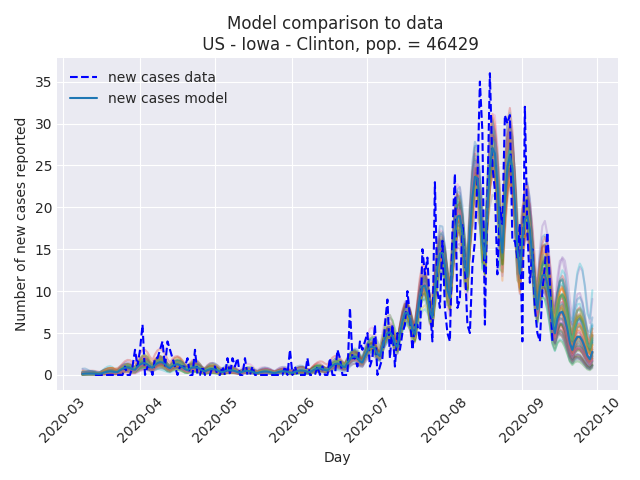 Model comparison to data
US - Iowa - Clinton, pop. = 46429
new cases data
new cases model
Number of new cases reported
35
30
25
20
15
10
5
0
2020-03
2020-04
2020-05
2020-06
2020-07
2020-08
2020-09
2020-10
Day